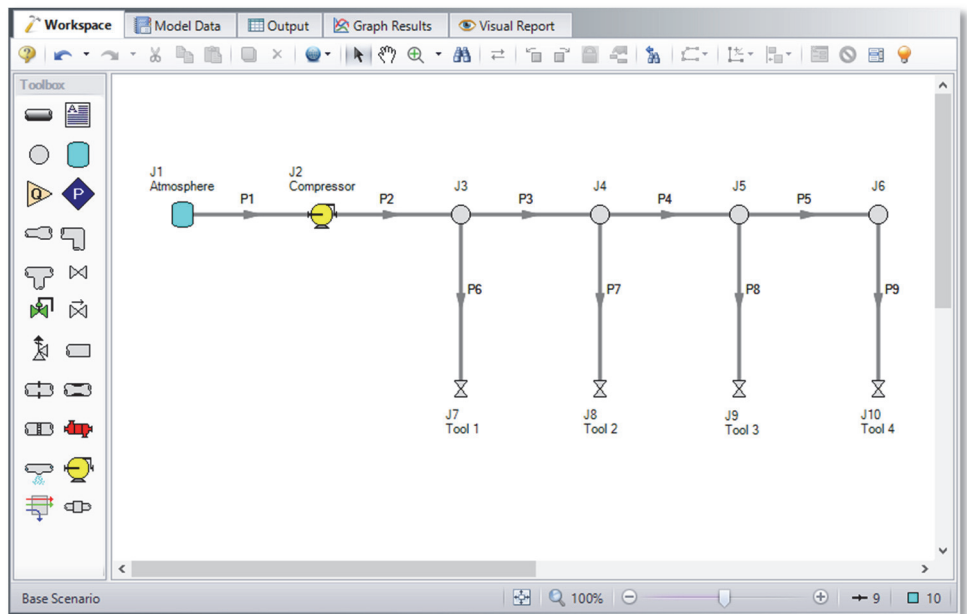 Workspace Model Data Output Graph Results Visual Report
Toolbox
A
Q P
J1
Atmosphere
J2
Compressor
J3 J4 J5 J6
P1 P2 P3 P4 P5
P6 P7 P8 P9
J7
Tool 1
J8
Tool 2
J9
Tool 3
J10
Tool 4
Base Scenario 100% 9 10